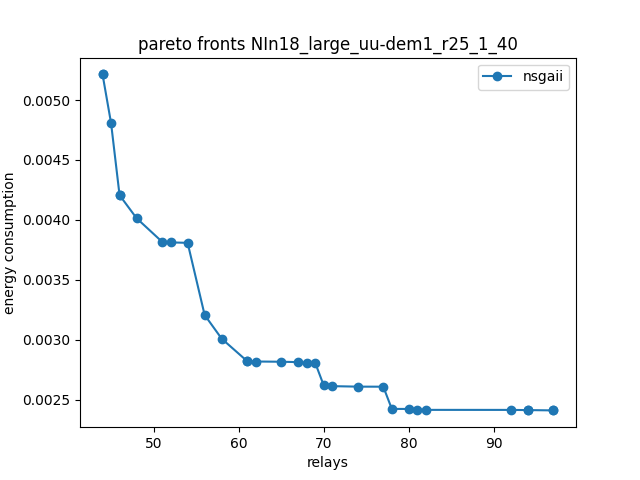 pareto fronts NIn18_large_uu-dem1_r25_1_40
nsgaii
0.0050
0.0045
0.0040
0.0035
0.0030
0.0025
energy consumption
50 60 70 80 90
relays